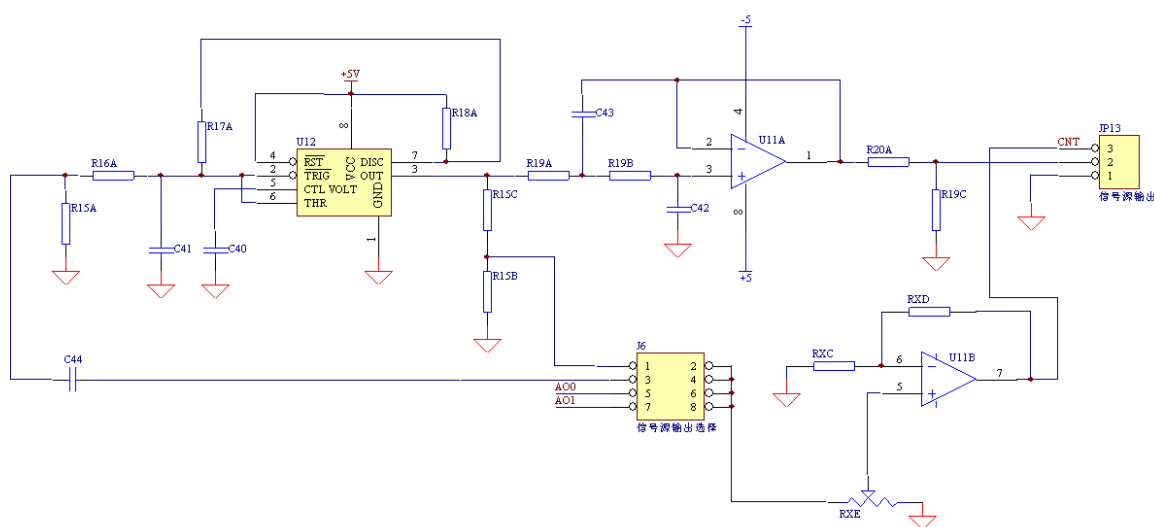 -5
+5V
C43
R18A
R17A
8
4
U11A
JP13
U12
2
1
R20A
CNT
3
4
RST
VCC
DISC
7
2
R16A
2
TRIG
OUT
3
R19A
R19B
3
1
5
CTL VOLT
GND
6
THR
信号源输出
R15C
8
R19C
R15A
C42
C41
C40
1
R15B
+5
RXD
J6
RXC
6
U11B
7
C44
1
2
5
3
4
AO0
5
6
AO1
7
8
信号源输出选择
RXE